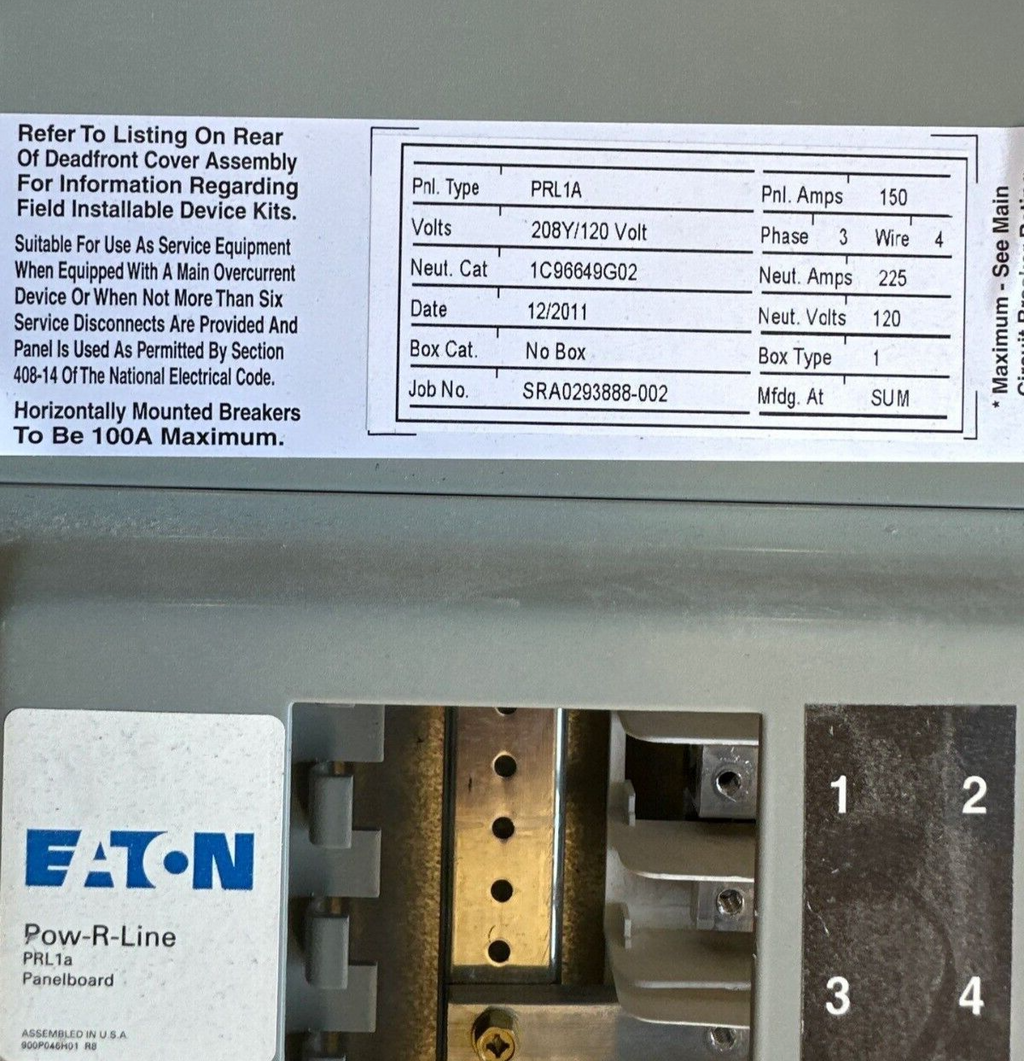 Refer To Listing On Rear
Of Deadfront Cover Assembly
For Information Regarding
Field Installable Device Kits.
Suitable For Use As Service Equipment
When Equipped With A Main Overcurrent
Device Or When Not More Than Six
Service Disconnects Are Provided And
Panel Is Used As Permitted By Section
408-14 Of The National Electrical Code.
Horizontally Mounted Breakers
To Be 100A Maximum.
Pnl. Type PRL1A
Volts 208Y/120 Volt
Neut. Cat 1C96649G02
Date 12/2011
Box Cat. No Box
Job No. SRA0293888-002
Pnl. Amps 150
Phase 3 Wire 4
Neut. Amps 225
Neut. Volts 120
Box Type 1
Mfdg. At SUM
* Maximum - See Main
Circuit Breaker
EATON
Pow-R-Line
PRL1a
Panelboard
ASSEMBLED IN U.S.A
900P046H01 R8
1 2
3 4